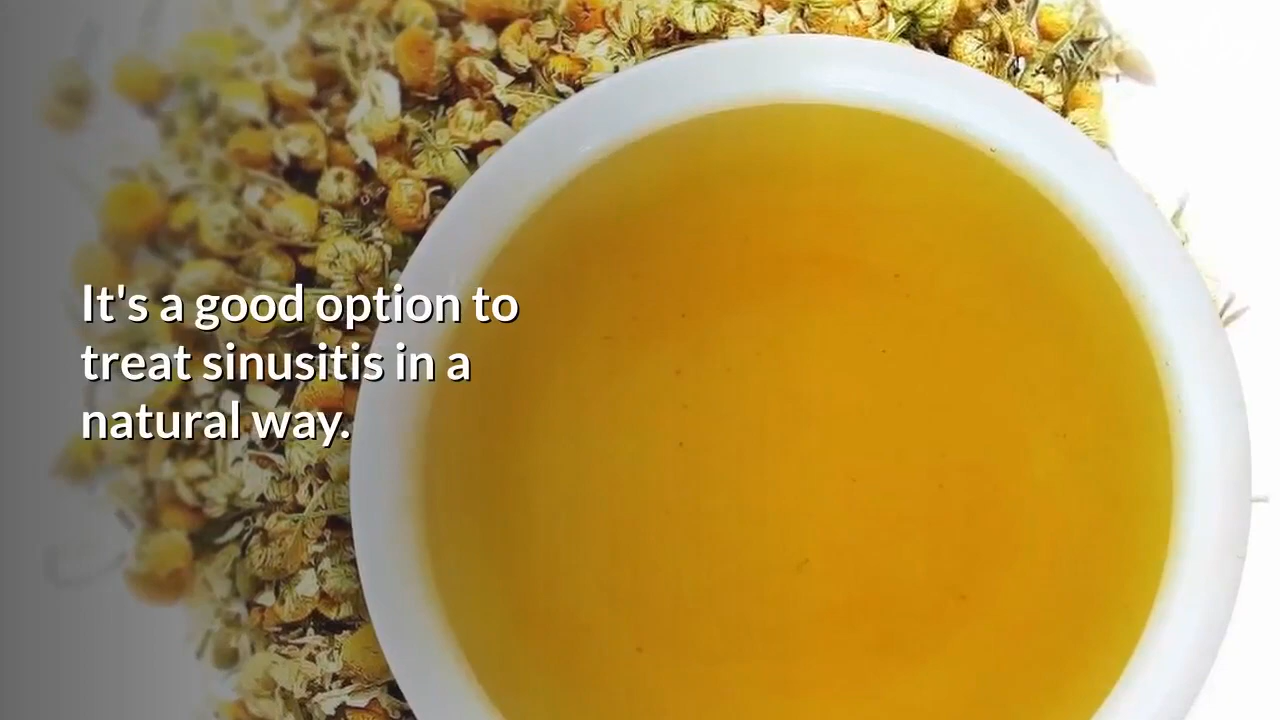 It's a good option to
treat sinusitis in a
natural way.